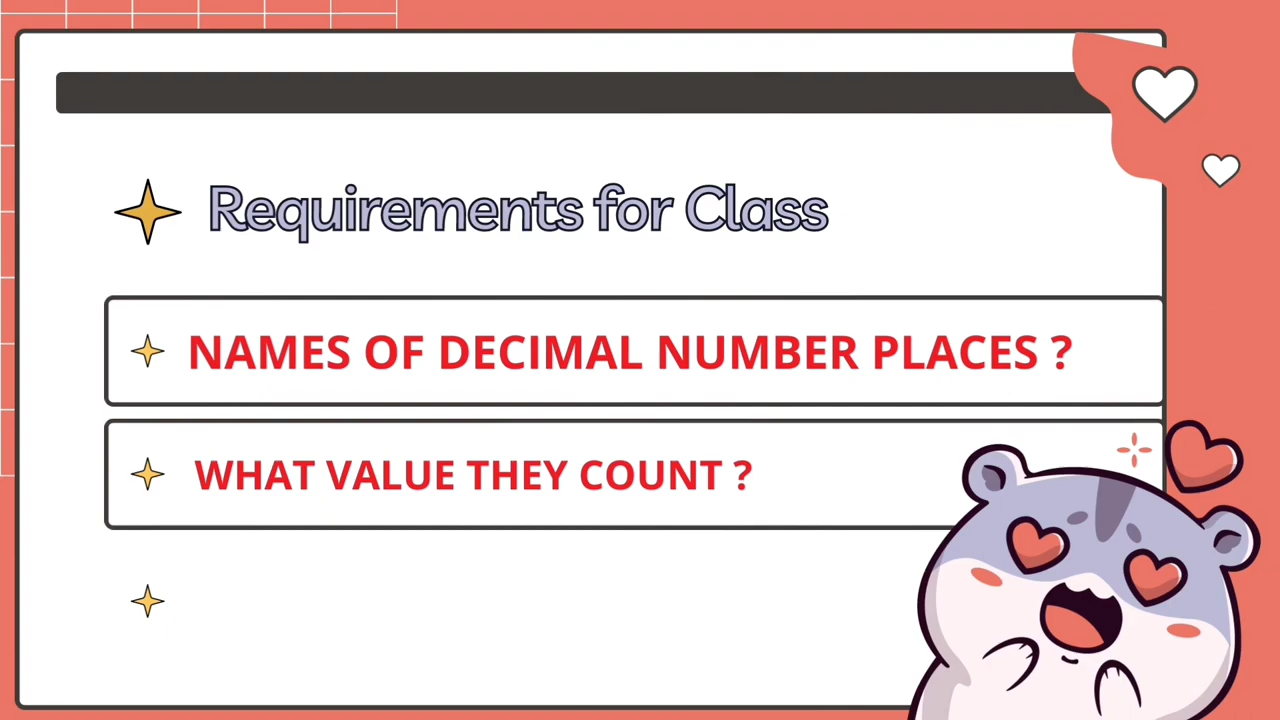 Requirements for Class
NAMES OF DECIMAL NUMBER PLACES ?
WHAT VALUE THEY COUNT ?